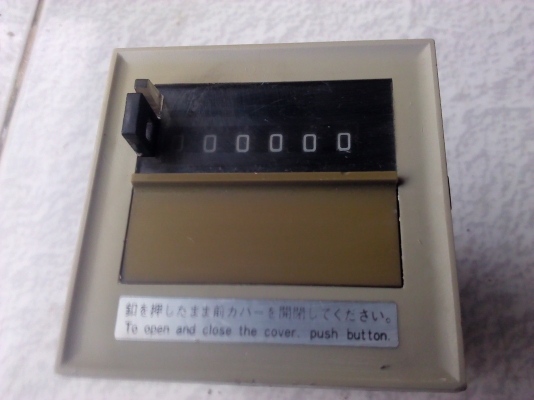 000000
釦を押したまま前カバーを開閉してください。
To open and close the cover, push button.